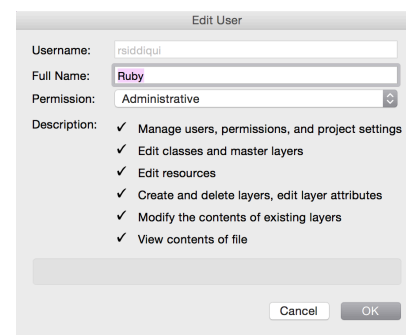 Edit User
Username: rsiddiqui
Full Name: Ruby
Permission: Administrative
Description: ✓ Manage users, permissions, and project settings
✓ Edit classes and master layers
✓ Edit resources
✓ Create and delete layers, edit layer attributes
✓ Modify the contents of existing layers
✓ View contents of file
Cancel OK